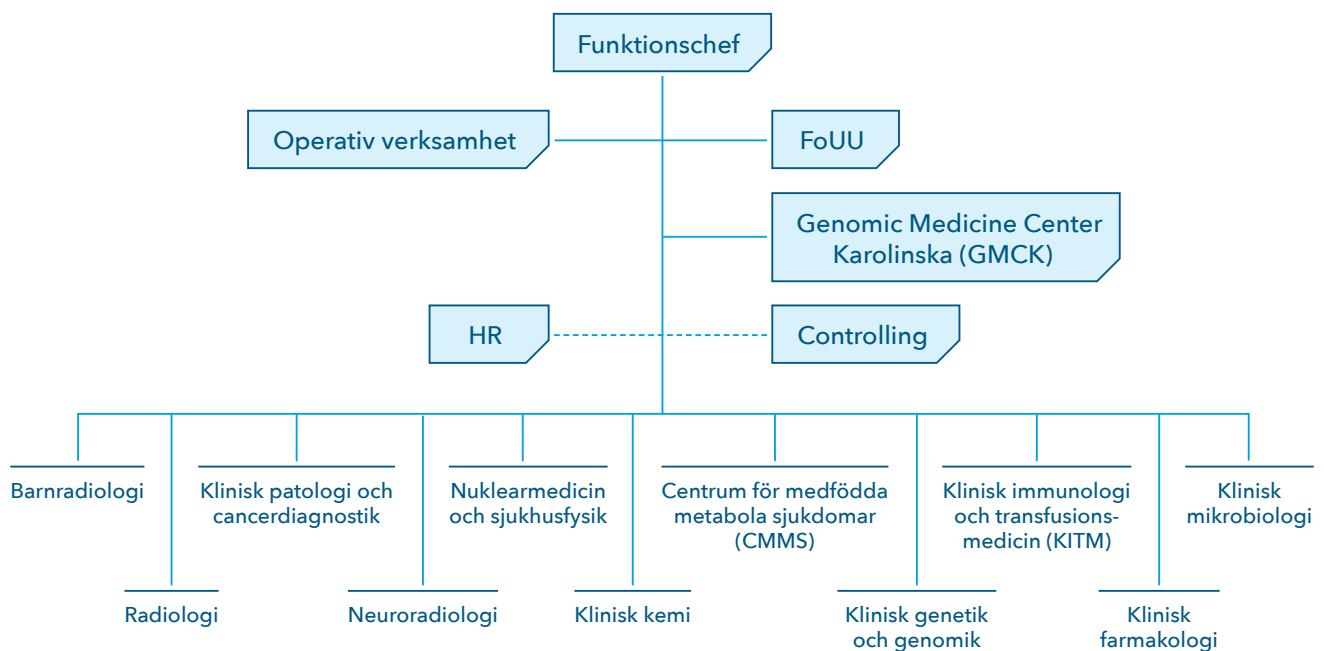 Funktionschef
Operativ verksamhet
FoUU
Genomic Medicine Center
Karolinska (GMCK)
HR
Controlling
Barnradiologi
Klinisk patologi och
cancerdiagnostik
Nuklearmedicin
och sjukhusfysik
Centrum för medfödda
metabola sjukdomar
(CMMS)
Klinisk immunologi
och transfusions-
medicin (KITM)
Klinisk
mikrobiologi
Radiologi
Neuroradiologi
Klinisk kemi
Klinisk genetik
och genomik
Klinisk
farmakologi